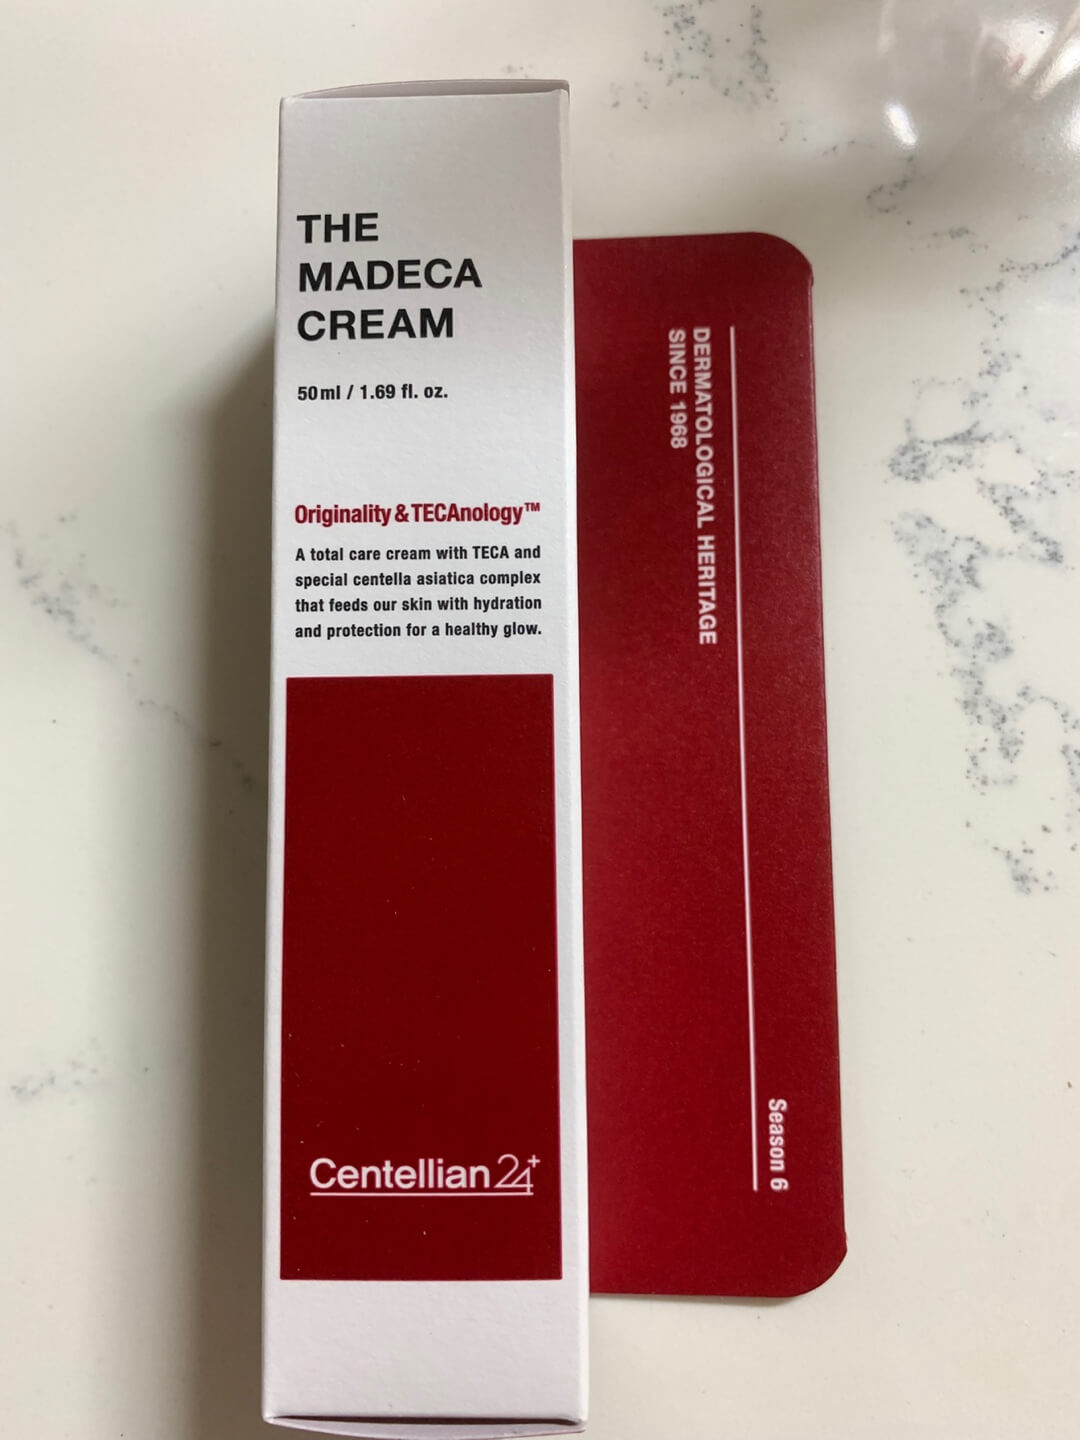 THE
MADECA
CREAM
50ml / 1.69 fl. oz.
Originality & TECAnology™
A total care cream with TECA and
special centella asiatica complex
that feeds our skin with hydration
and protection for a healthy glow.
Centellian24+
DERMATOLOGICAL HERITAGE
SINCE 1968
Season 6